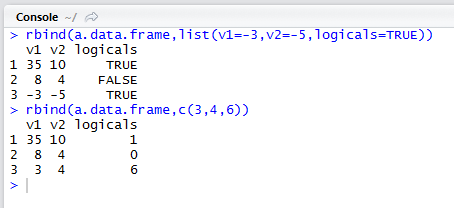 Console ~/
> rbind(a.data.frame,list(v1=-3,v2=-5,logicals=TRUE))
  v1 v2 logicals
1 35 10     TRUE
2  8  4    FALSE
3 -3 -5     TRUE
> rbind(a.data.frame,c(3,4,6))
  v1 v2 logicals
1 35 10        1
2  8  4        0
3  3  4        6
>